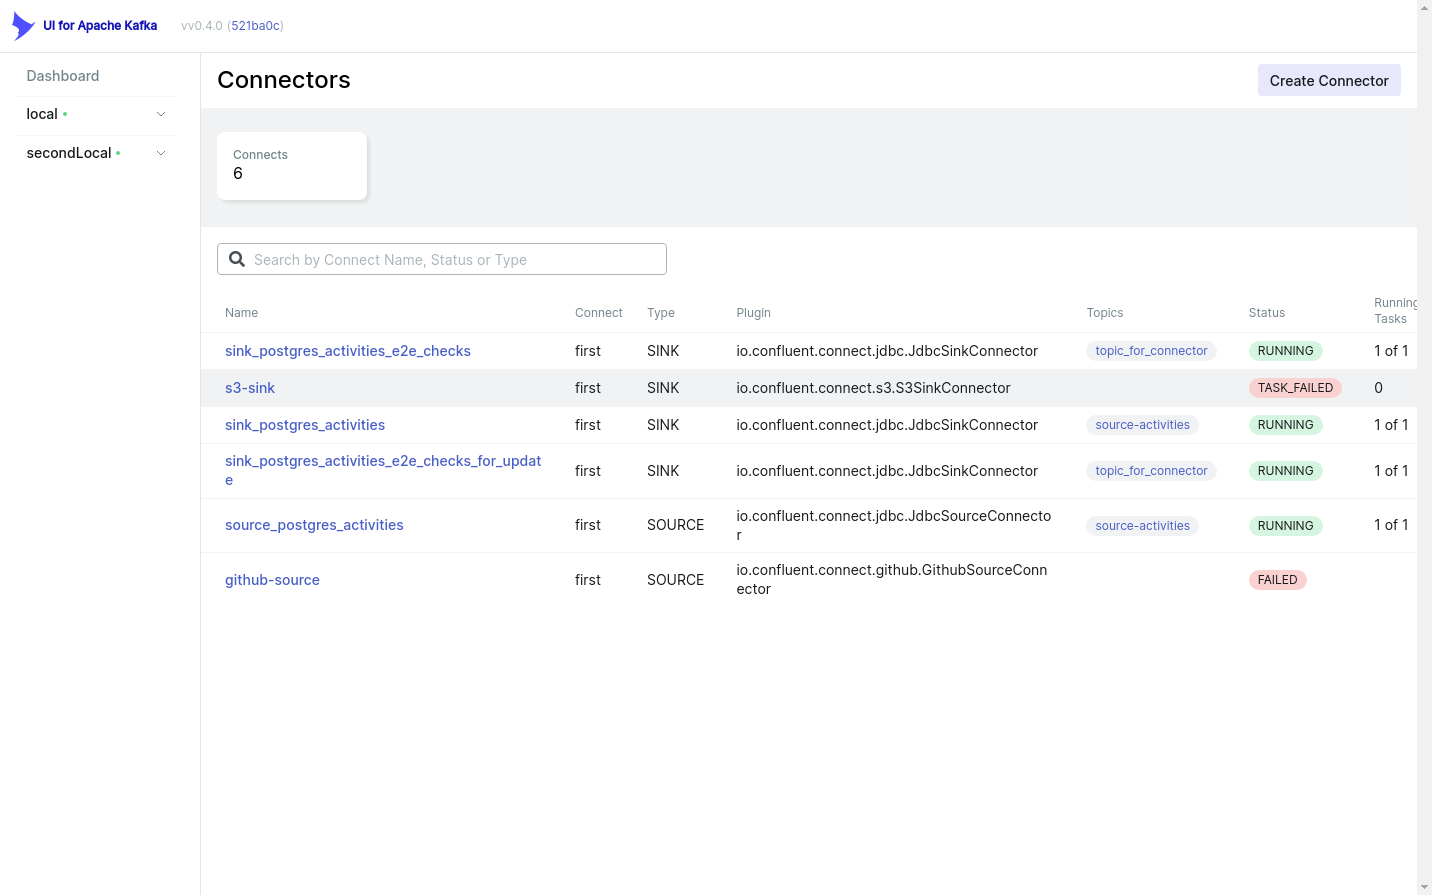 UI for Apache Kafka vv0.4.0 (521ba0c)
Dashboard
local
secondLocal
Connectors
Create Connector
Connects
6
Search by Connect Name, Status or Type
Name Connect Type Plugin Topics Status Running
Tasks
sink_postgres_activities_e2e_checks first SINK io.confluent.connect.jdbc.JdbcSinkConnector topic_for_connector RUNNING 1 of 1
s3-sink first SINK io.confluent.connect.s3.S3SinkConnector TASK_FAILED 0
sink_postgres_activities first SINK io.confluent.connect.jdbc.JdbcSinkConnector source-activities RUNNING 1 of 1
sink_postgres_activities_e2e_checks_for_updat
e first SINK io.confluent.connect.jdbc.JdbcSinkConnector topic_for_connector RUNNING 1 of 1
source_postgres_activities first SOURCE io.confluent.connect.jdbc.JdbcSourceConnecto
r source-activities RUNNING 1 of 1
github-source first SOURCE io.confluent.connect.github.GithubSourceConn
ector FAILED